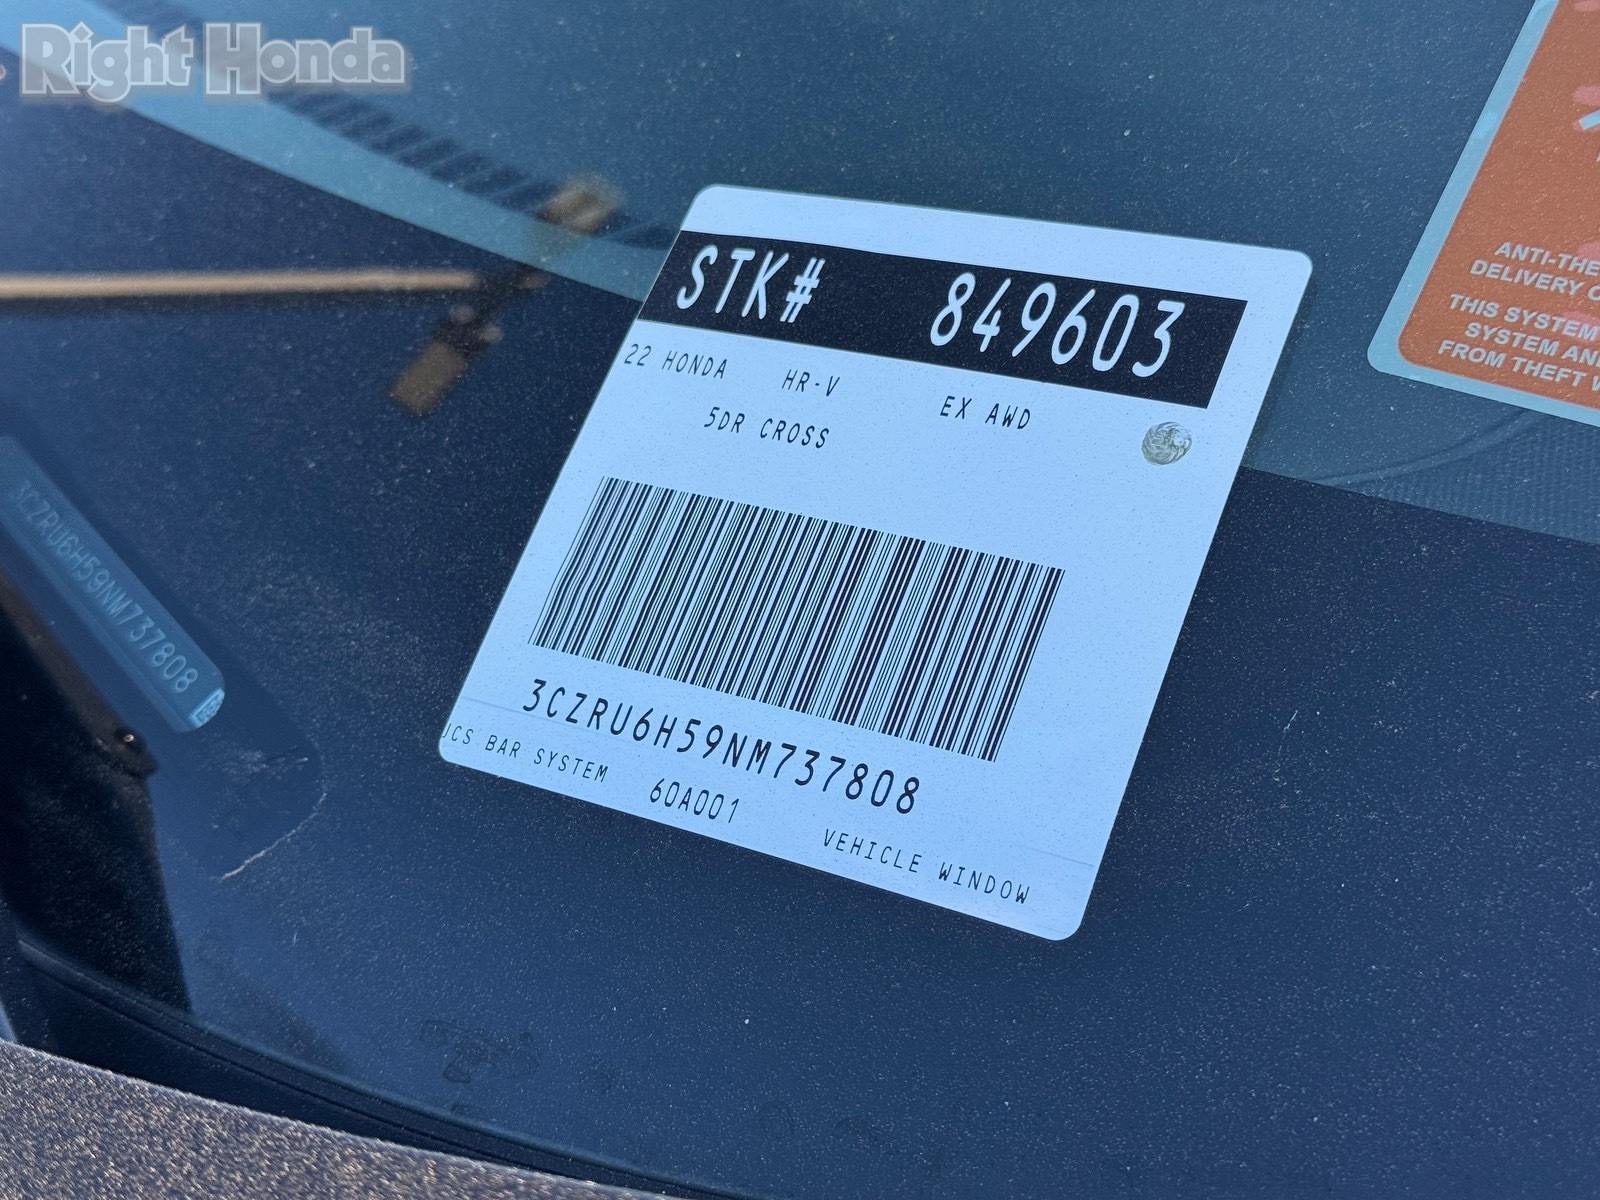 Right Honda
STK# 849603
22 HONDA HR-V EX AWD
5DR CROSS
3CZRU6H59NM737808
JCS BAR SYSTEM 60A001 VEHICLE WINDOW
3CZRU6H59NM737808
ANTI-THE
DELIVERY
THIS SYSTEM
SYSTEM AN
FROM THEFT